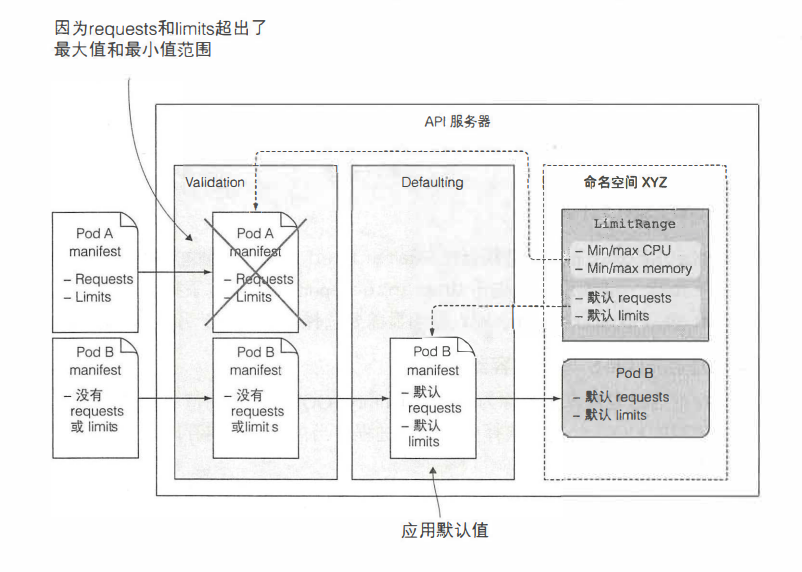 因为requests和limits超出了
最大值和最小值范围
API 服务器
Validation
Defaulting
命名空间 XYZ
Pod A
manifest
– Requests
– Limits
Pod A
manifest
– Requests
– Limits
LimitRange
– Min/max CPU
– Min/max memory
– 默认 requests
– 默认 limits
Pod B
manifest
– 没有
requests
或 limits
Pod B
manifest
– 没有
requests
或limits
Pod B
manifest
– 默认
requests
– 默认
limits
Pod B
– 默认 requests
– 默认 limits
应用默认值